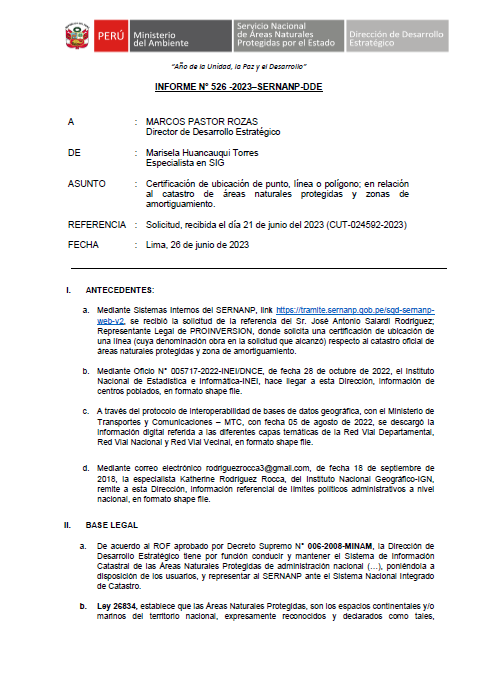 PERÚ
Ministerio
del Ambiente
Servicio Nacional
de Áreas Naturales
Protegidas por el Estado
Dirección de Desarrollo
Estratégico
"Año de la Unidad, la Paz y el Desarrollo"
INFORME N° 526 -2023–SERNANP-DDE
A : MARCOS PASTOR ROZAS
Director de Desarrollo Estratégico
DE : Marisela Huancauqui Torres
Especialista en SIG
ASUNTO : Certificación de ubicación de punto, línea o polígono; en relación
al catastro de áreas naturales protegidas y zonas de
amortiguamiento.
REFERENCIA : Solicitud, recibida el día 21 de junio del 2023 (CUT-024592-2023)
FECHA : Lima, 26 de junio de 2023
I. ANTECEDENTES:
a. Mediante Sistemas Internos del SERNANP, link https://tramite.sernanp.gob.pe/sgd-sernanp-
web-v2, se recibió la solicitud de la referencia del Sr. José Antonio Salardi Rodriguez;
Representante Legal de PROINVERSION, donde solicita una certificación de ubicación de
una línea (cuya denominación obra en la solicitud que alcanzó) respecto al catastro oficial de
áreas naturales protegidas y zona de amortiguamiento.
b. Mediante Oficio N° 005717-2022-INEI/DNCE, de fecha 28 de octubre de 2022, el Instituto
Nacional de Estadística e Informática-INEI, hace llegar a esta Dirección, información de
centros poblados, en formato shape file.
c. A través del protocolo de interoperabilidad de bases de datos geográfica, con el Ministerio de
Transportes y Comunicaciones – MTC, con fecha 05 de agosto de 2022, se descargó la
información digital referida a las diferentes capas temáticas de la Red Vial Departamental,
Red Vial Nacional y Red Vial Vecinal, en formato shape file.
d. Mediante correo electrónico rodriguezrocca3@gmail.com, de fecha 18 de septiembre de
2018, la especialista Katherine Rodríguez Rocca, del Instituto Nacional Geográfico-IGN,
remite a esta Dirección, información referencial de límites políticos administrativos a nivel
nacional, en formato shape file.
II. BASE LEGAL
a. De acuerdo al ROF aprobado por Decreto Supremo N° 006-2008-MINAM, la Dirección de
Desarrollo Estratégico tiene por función conducir y mantener el Sistema de Información
Catastral de las Áreas Naturales Protegidas de administración nacional (...), poniéndola a
disposición de los usuarios, y representar al SERNANP ante el Sistema Nacional Integrado
de Catastro.
b. Ley 26834, establece que las Áreas Naturales Protegidas, son los espacios continentales y/o
marinos del territorio nacional, expresamente reconocidos y declarados como tales,